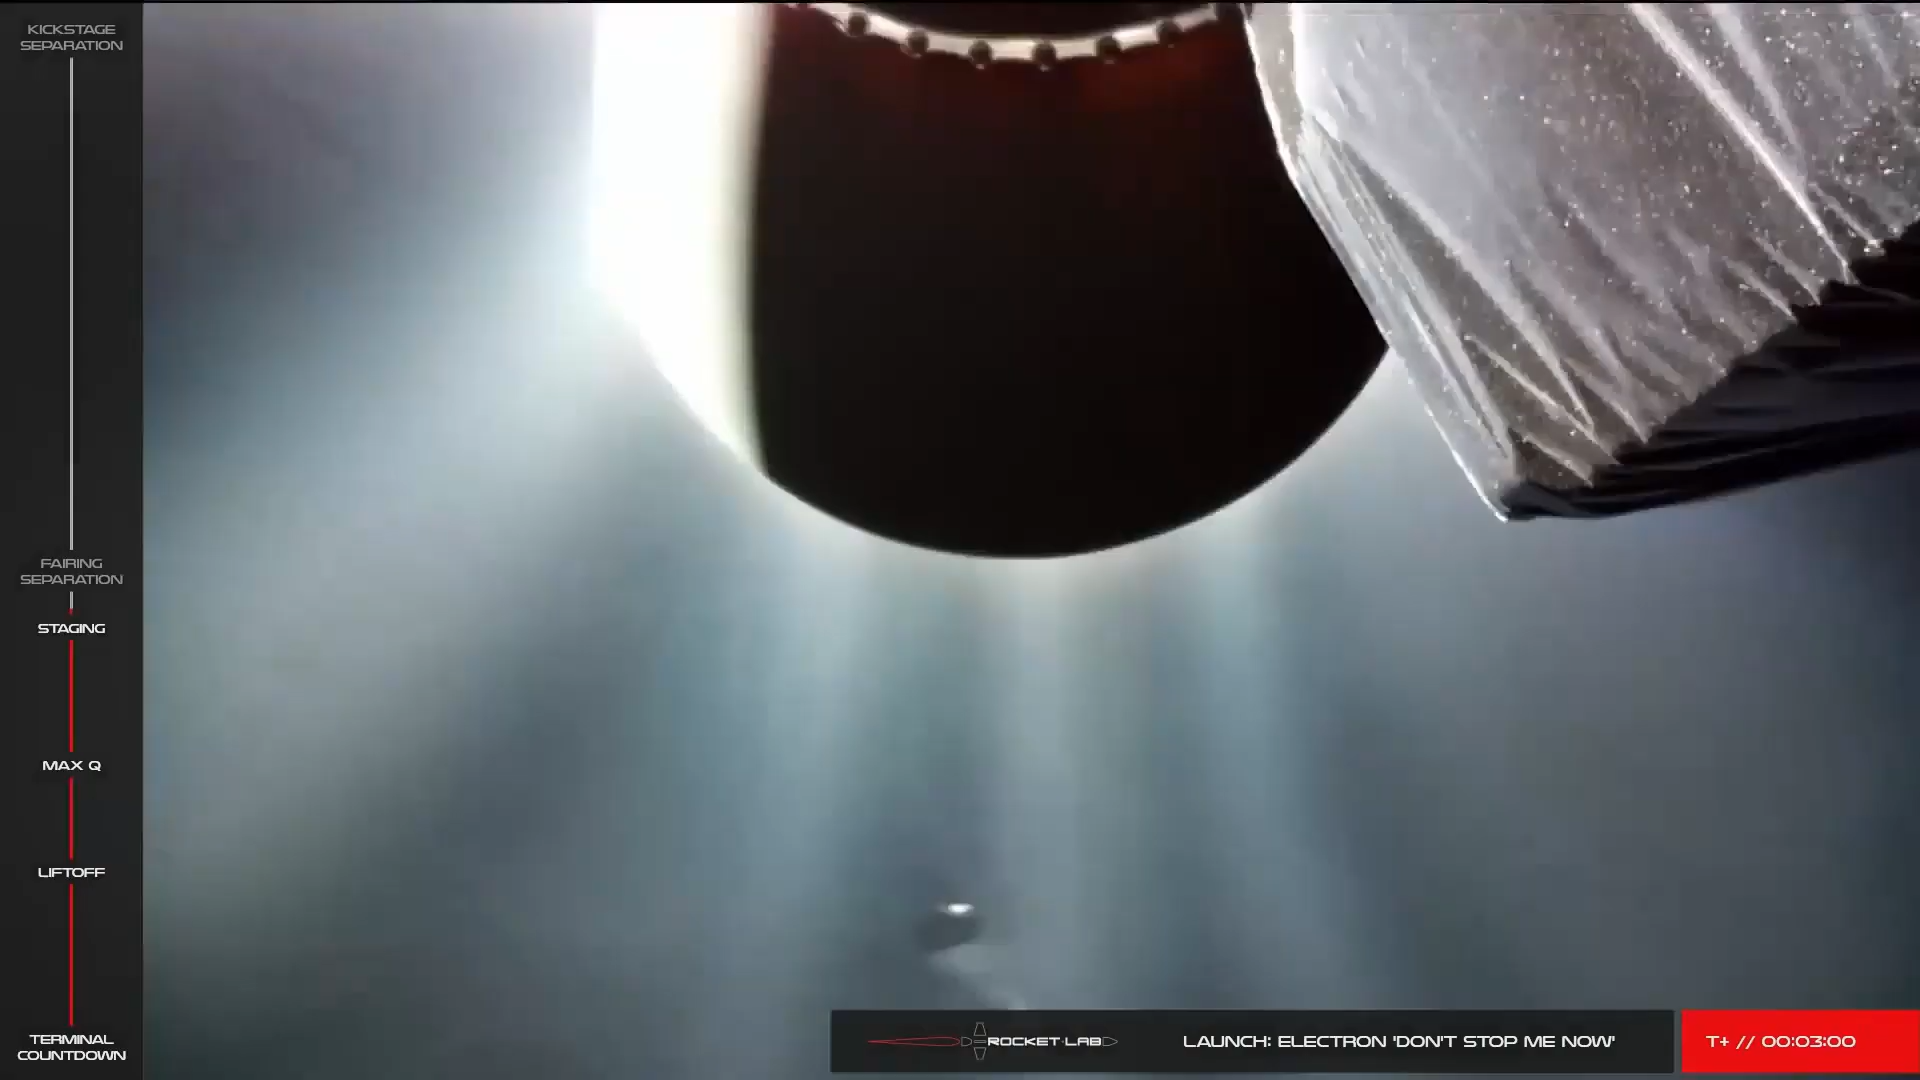 KICKSTAGE
SEPARATION
FAIRING
SEPARATION
STAGING
MAX Q
LIFTOFF
TERMINAL
COUNTDOWN
ROCKET LAB
LAUNCH: ELECTRON 'DON'T STOP ME NOW'
T+ // 00:03:00